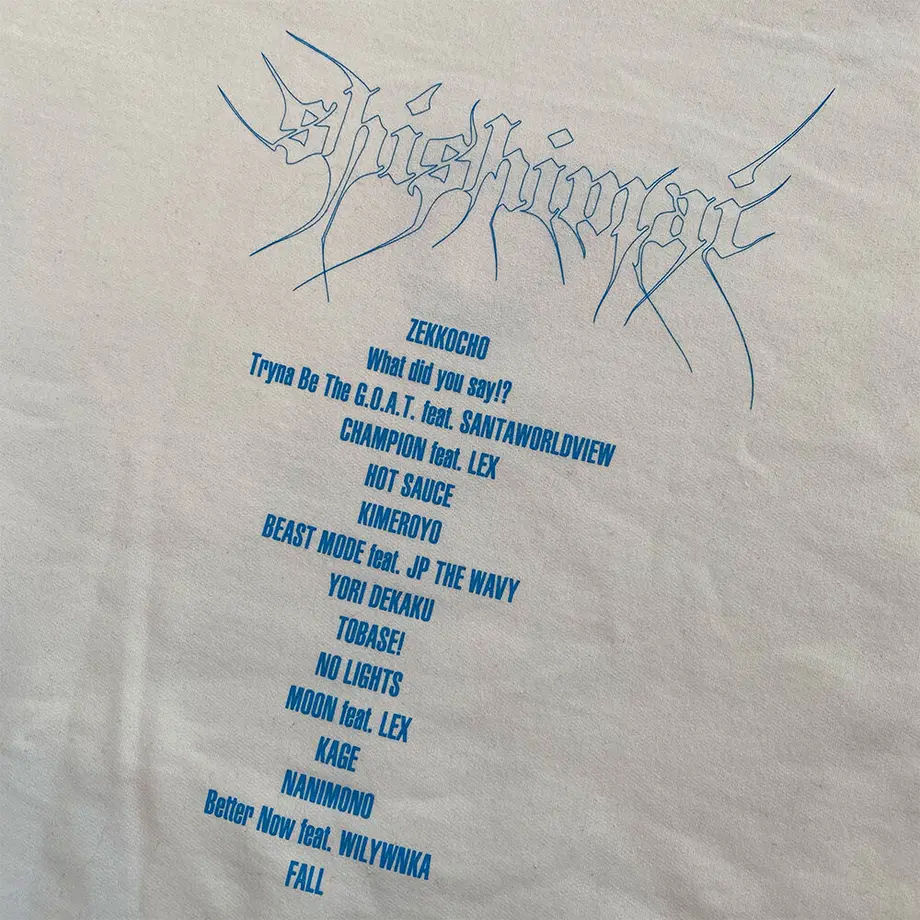 shishimai
ZEKKOCHO
What did you say!?
Tryna Be The G.O.A.T. feat. SANTAWORLDVIEW
CHAMPION feat. LEX
HOT SAUCE
KIMEROYO
BEAST MODE feat. JP THE WAVY
YORI DEKAKU
TOBASE!
NO LIGHTS
MOON feat. LEX
KAGE
NANIMONO
Better Now feat. WILYWNKA
FALL